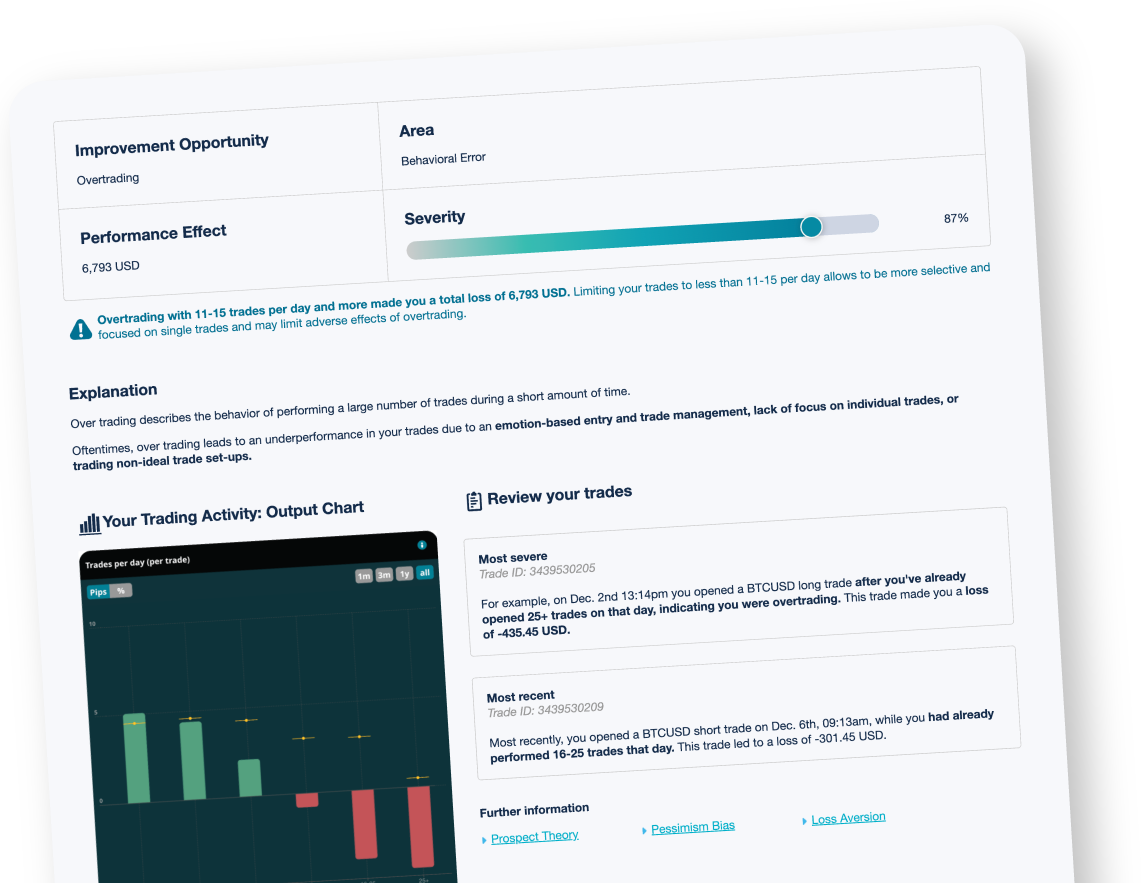 Improvement Opportunity
Overtrading
Area
Behavioral Error
Performance Effect
6,793 USD
Severity
87%
Overtrading with 11-15 trades per day and more made you a total loss of 6,793 USD. Limiting your trades to less than 11-15 per day allows to be more selective and
focused on single trades and may limit adverse effects of overtrading.
Explanation
Over trading describes the behavior of performing a large number of trades during a short amount of time.
Oftentimes, over trading leads to an underperformance in your trades due to an emotion-based entry and trade management, lack of focus on individual trades, or
trading non-ideal trade set-ups.
Your Trading Activity: Output Chart
Trades per day (per trade)
Pips %
1m 3m 1y all
10
5
0
25+
Review your trades
Most severe
Trade ID: 3439530205
For example, on Dec. 2nd 13:14pm you opened a BTCUSD long trade after you've already
opened 25+ trades on that day, indicating you were overtrading. This trade made you a loss
of -435.45 USD.
Most recent
Trade ID: 3439530209
Most recently, you opened a BTCUSD short trade on Dec. 6th, 09:13am, while you had already
performed 16-25 trades that day. This trade led to a loss of -301.45 USD.
Further information
Prospect Theory
Pessimism Bias
Loss Aversion